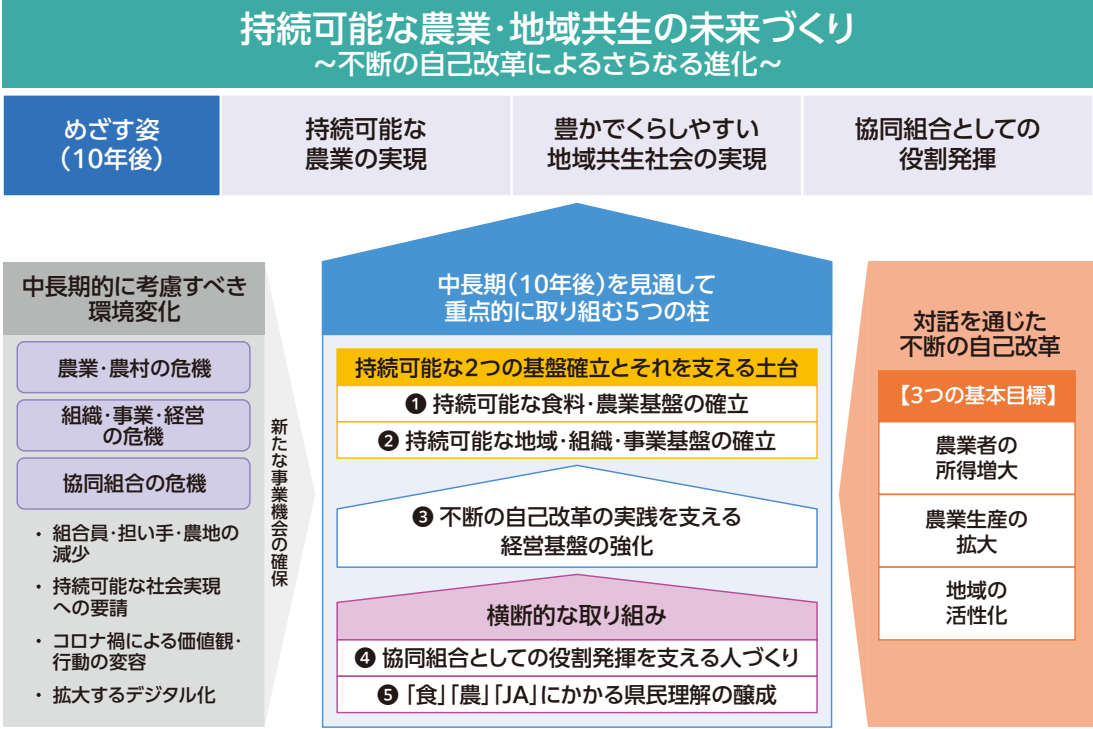 持続可能な農業・地域共生の未来づくり
～不断の自己改革によるさらなる進化～
めざす姿
（10年後）
持続可能な
農業の実現
豊かでくらしやすい
地域共生社会の実現
協同組合としての
役割発揮
中長期的に考慮すべき
環境変化
農業・農村の危機
組織・事業・経営
の危機
協同組合の危機
・ 組合員・担い手・農地の
減少
・ 持続可能な社会実現
への要請
・ コロナ禍による価値観・
行動の変容
・ 拡大するデジタル化
新たな事業機会の確保
中長期（10年後）を見通して
重点的に取り組む5つの柱
持続可能な2つの基盤確立とそれを支える土台
❶ 持続可能な食料・農業基盤の確立
❷ 持続可能な地域・組織・事業基盤の確立
❸ 不断の自己改革の実践を支える
経営基盤の強化
横断的な取り組み
❹ 協同組合としての役割発揮を支える人づくり
❺ 「食」「農」「JA」にかかる県民理解の醸成
対話を通じた
不断の自己改革
【3つの基本目標】
農業者の
所得増大
農業生産の
拡大
地域の
活性化